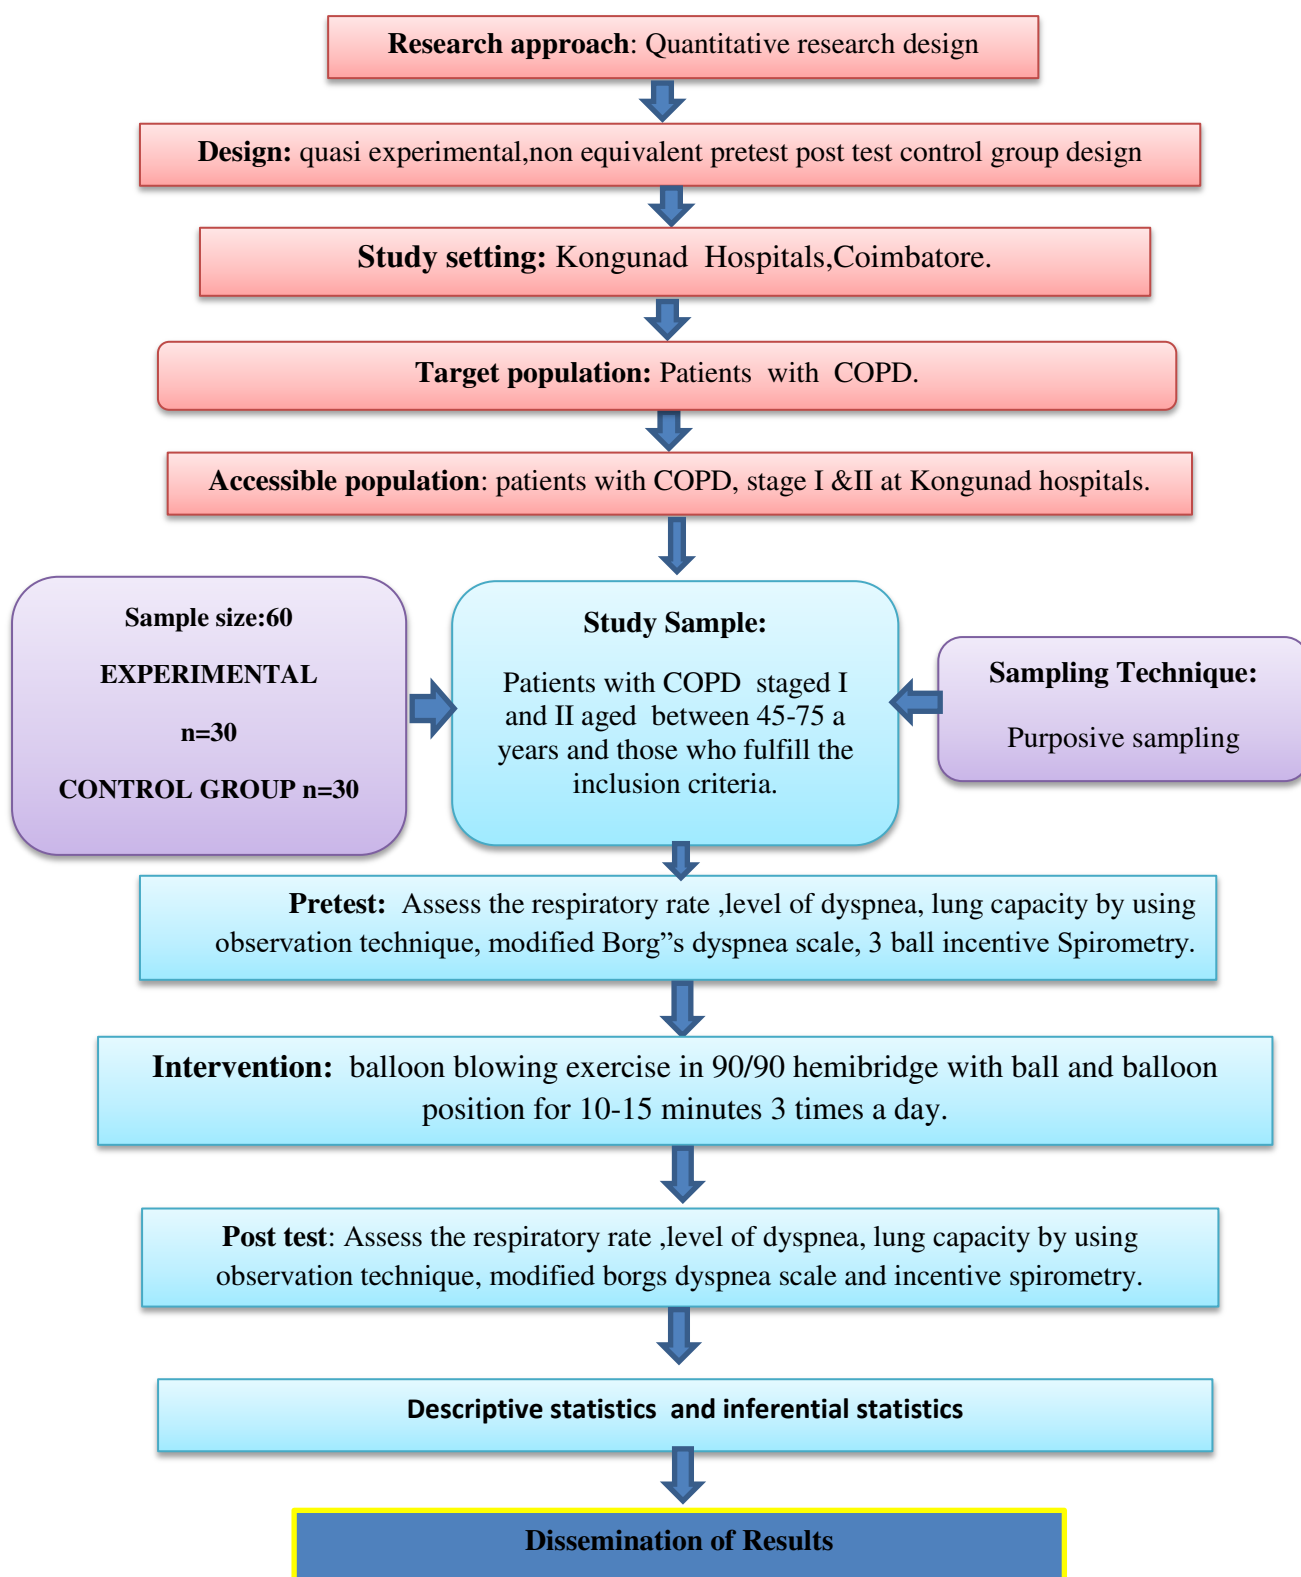 Research approach: Quantitative research design
Design: quasi experimental,non equivalent pretest post test control group design
Study setting: Kongunad Hospitals,Coimbatore.
Target population: Patients with COPD.
Accessible population: patients with COPD, stage I &II at Kongunad hospitals.
Sample size:60
EXPERIMENTAL
n=30
CONTROL GROUP n=30
Study Sample:
Patients with COPD staged I
and II aged between 45-75 a
years and those who fulfill the
inclusion criteria.
Sampling Technique:
Purposive sampling
Pretest: Assess the respiratory rate ,level of dyspnea, lung capacity by using
observation technique, modified Borg”s dyspnea scale, 3 ball incentive Spirometry.
Intervention: balloon blowing exercise in 90/90 hemibridge with ball and balloon
position for 10-15 minutes 3 times a day.
Post test: Assess the respiratory rate ,level of dyspnea, lung capacity by using
observation technique, modified borgs dyspnea scale and incentive spirometry.
Descriptive statistics and inferential statistics
Dissemination of Results